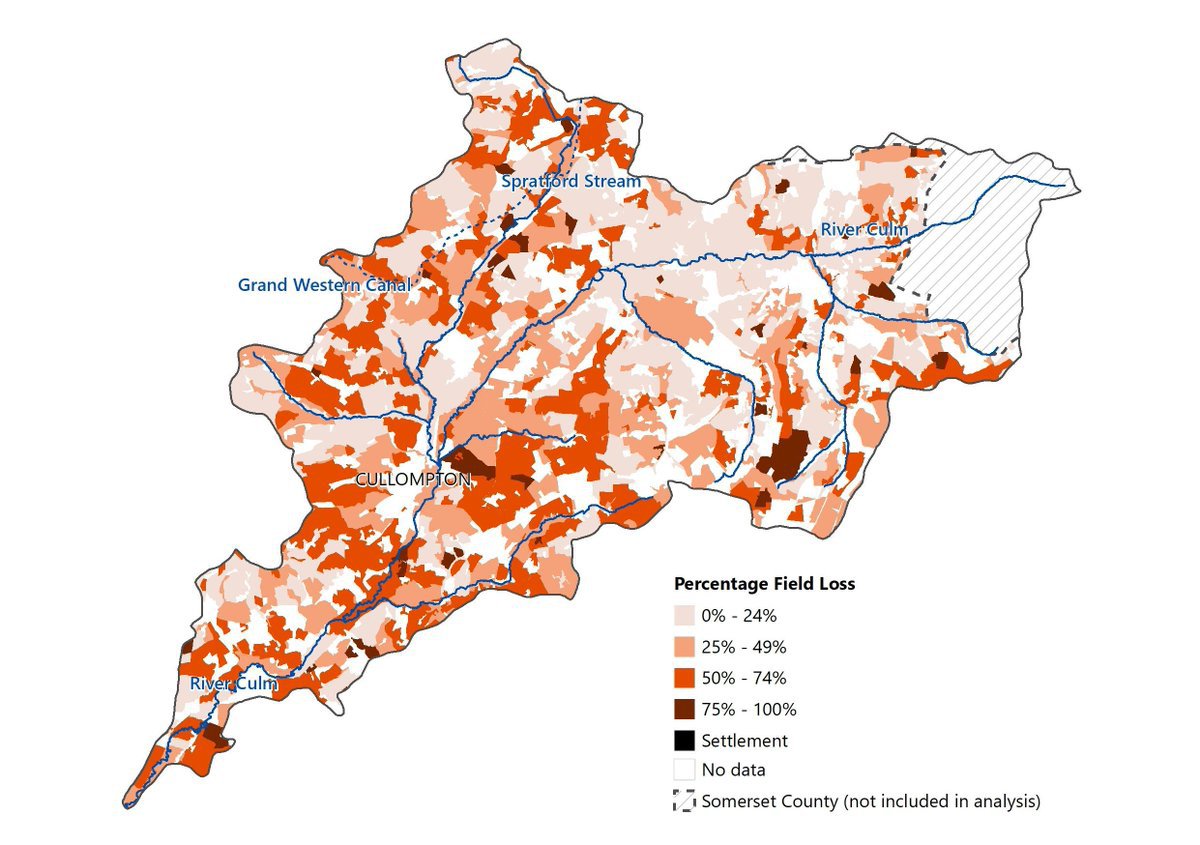 Spratford Stream
River Culm
Grand Western Canal
CULLOMPTON
River Culm
Percentage Field Loss
0% - 24%
25% - 49%
50% - 74%
75% - 100%
Settlement
No data
Somerset County (not included in analysis)